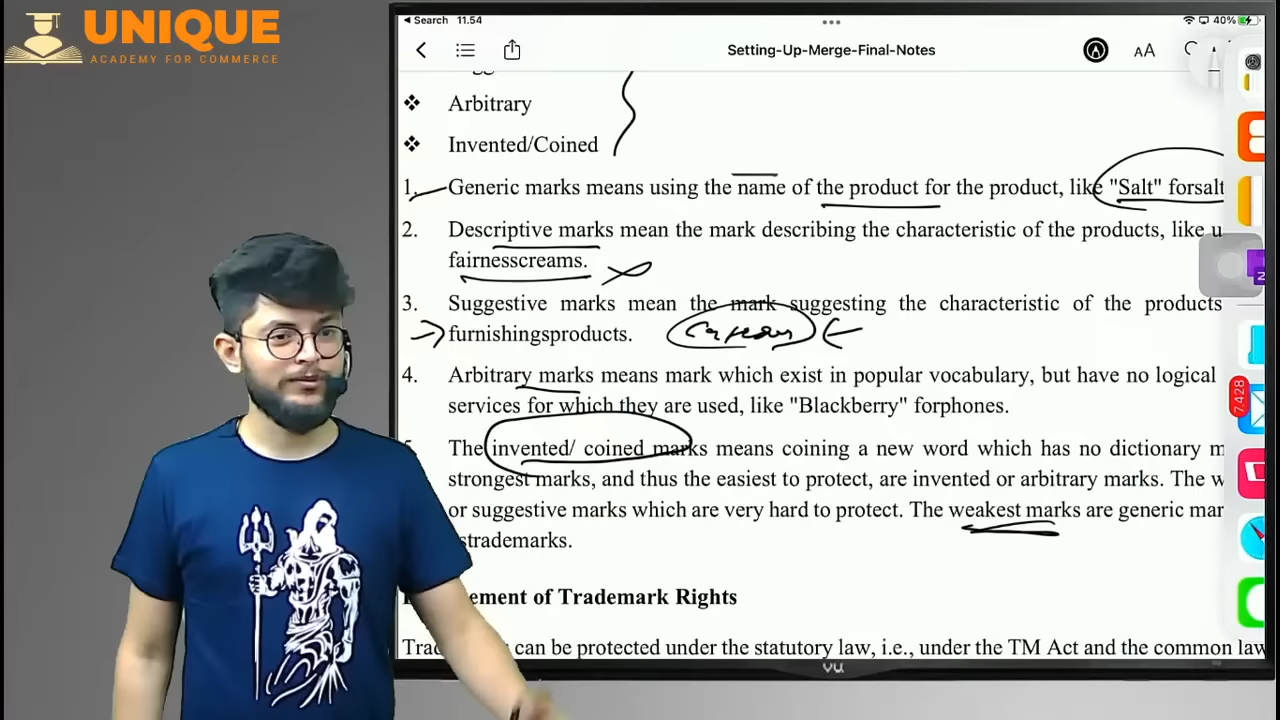 UNIQUE
ACADEMY FOR COMMERCE
Search 11.54
40%
Setting-Up-Merge-Final-Notes
AA
❖ Arbitrary
❖ Invented/Coined
1. Generic marks means using the name of the product for the product, like "Salt" forsalt
2. Descriptive marks mean the mark describing the characteristic of the products, like u
fairnesscreams.
3. Suggestive marks mean the mark suggesting the characteristic of the products
furnishingsproducts.
4. Arbitrary marks means mark which exist in popular vocabulary, but have no logical
services for which they are used, like "Blackberry" forphones.
The invented/ coined marks means coining a new word which has no dictionary m
strongest marks, and thus the easiest to protect, are invented or arbitrary marks. The w
or suggestive marks which are very hard to protect. The weakest marks are generic mar
strademarks.
ement of Trademark Rights
Trad can be protected under the statutory law, i.e., under the TM Act and the common law
7,428
vu